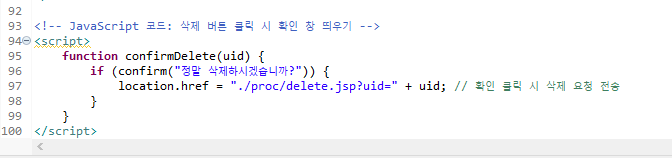 92
93 <!-- JavaScript 코드: 삭제 버튼 클릭 시 확인 창 띄우기 -->
94 <script>
95     function confirmDelete(uid) {
96         if (confirm("정말 삭제하시겠습니까?")) {
97             location.href = "./proc/delete.jsp?uid=" + uid; // 확인 클릭 시 삭제 요청 전송
98         }
99     }
100 </script>